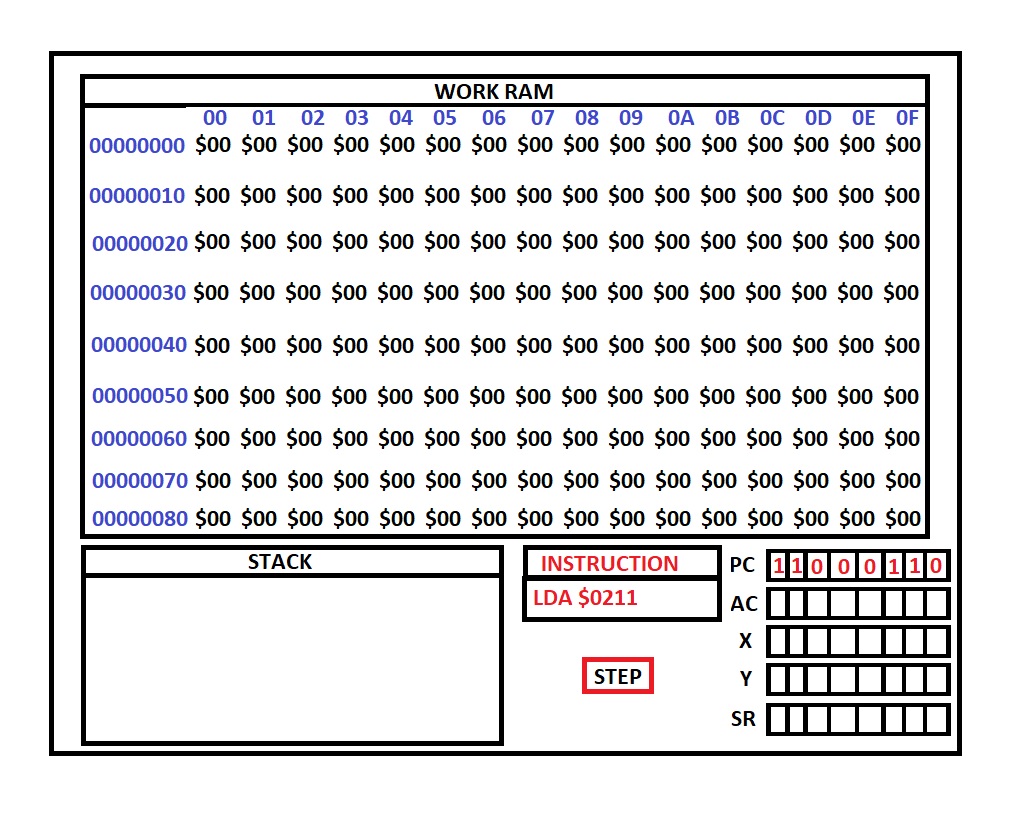 WORK RAM
00 01 02 03 04 05 06 07 08 09 0A 0B 0C 0D 0E 0F
00000000 $00 $00 $00 $00 $00 $00 $00 $00 $00 $00 $00 $00 $00 $00 $00 $00
00000010 $00 $00 $00 $00 $00 $00 $00 $00 $00 $00 $00 $00 $00 $00 $00 $00
00000020 $00 $00 $00 $00 $00 $00 $00 $00 $00 $00 $00 $00 $00 $00 $00 $00
00000030 $00 $00 $00 $00 $00 $00 $00 $00 $00 $00 $00 $00 $00 $00 $00 $00
00000040 $00 $00 $00 $00 $00 $00 $00 $00 $00 $00 $00 $00 $00 $00 $00 $00
00000050 $00 $00 $00 $00 $00 $00 $00 $00 $00 $00 $00 $00 $00 $00 $00 $00
00000060 $00 $00 $00 $00 $00 $00 $00 $00 $00 $00 $00 $00 $00 $00 $00 $00
00000070 $00 $00 $00 $00 $00 $00 $00 $00 $00 $00 $00 $00 $00 $00 $00 $00
00000080 $00 $00 $00 $00 $00 $00 $00 $00 $00 $00 $00 $00 $00 $00 $00 $00
STACK
INSTRUCTION
LDA $0211
STEP
PC 1 1 0 0 0 1 1 0
AC
X
Y
SR